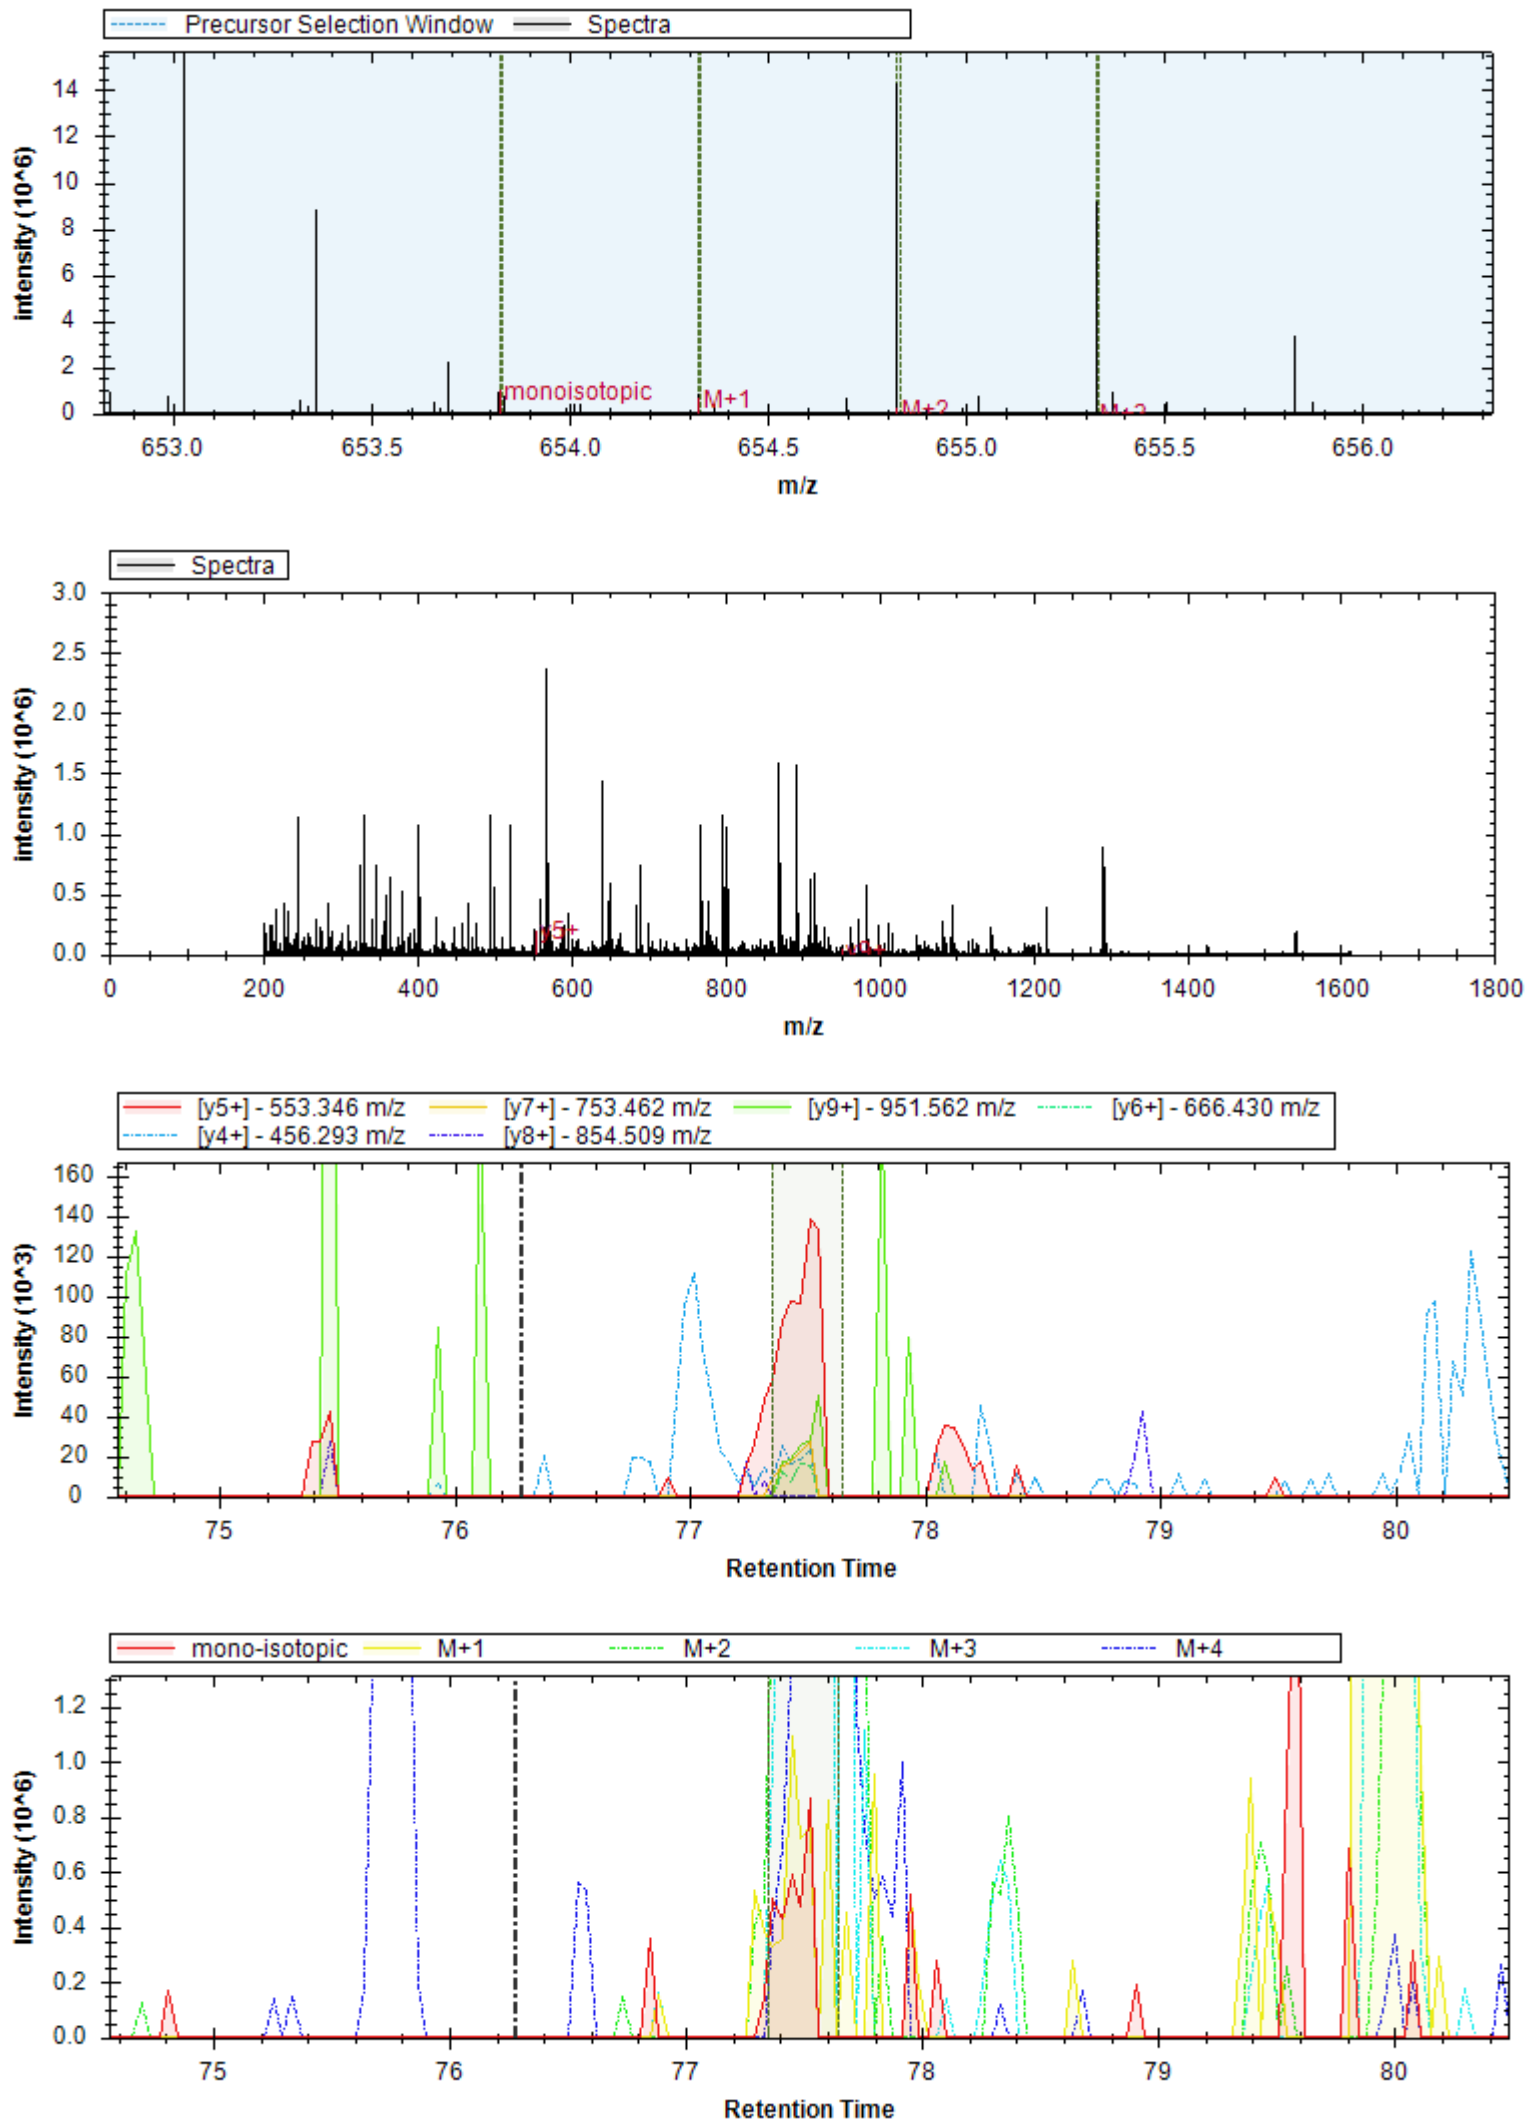 Precursor Selection Window Spectra
14
12
10
8
6
4
2
0
intensity (10^6)
monoisotopic M+1 M+2 M+3
653.0 653.5 654.0 654.5 655.0 655.5 656.0
m/z
Spectra
3.0
2.5
2.0
1.5
1.0
0.5
0.0
intensity (10^6)
y5+ y9+
0 200 400 600 800 1000 1200 1400 1600 1800
m/z
[y5+] - 553.346 m/z [y7+] - 753.462 m/z [y9+] - 951.562 m/z [y6+] - 666.430 m/z
[y4+] - 456.293 m/z [y8+] - 854.509 m/z
160
140
120
100
80
60
40
20
0
Intensity (10^3)
75 76 77 78 79 80
Retention Time
mono-isotopic M+1 M+2 M+3 M+4
1.2
1.0
0.8
0.6
0.4
0.2
0.0
Intensity (10^6)
75 76 77 78 79 80
Retention Time